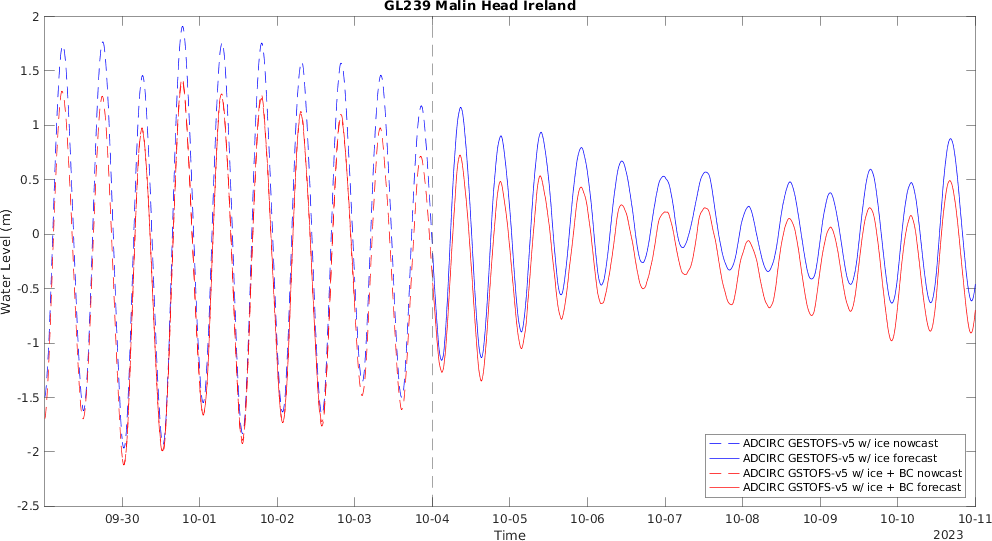 GL239 Malin Head Ireland
2
1.5
1
0.5
0
-0.5
-1
-1.5
-2
-2.5
Water Level (m)
ADCIRC GESTOFS-v5 w/ ice nowcast
ADCIRC GESTOFS-v5 w/ ice forecast
ADCIRC GSTOFS-v5 w/ ice + BC nowcast
ADCIRC GSTOFS-v5 w/ ice + BC forecast
09-30 10-01 10-02 10-03 10-04 10-05 10-06 10-07 10-08 10-09 10-10 10-11
Time
2023